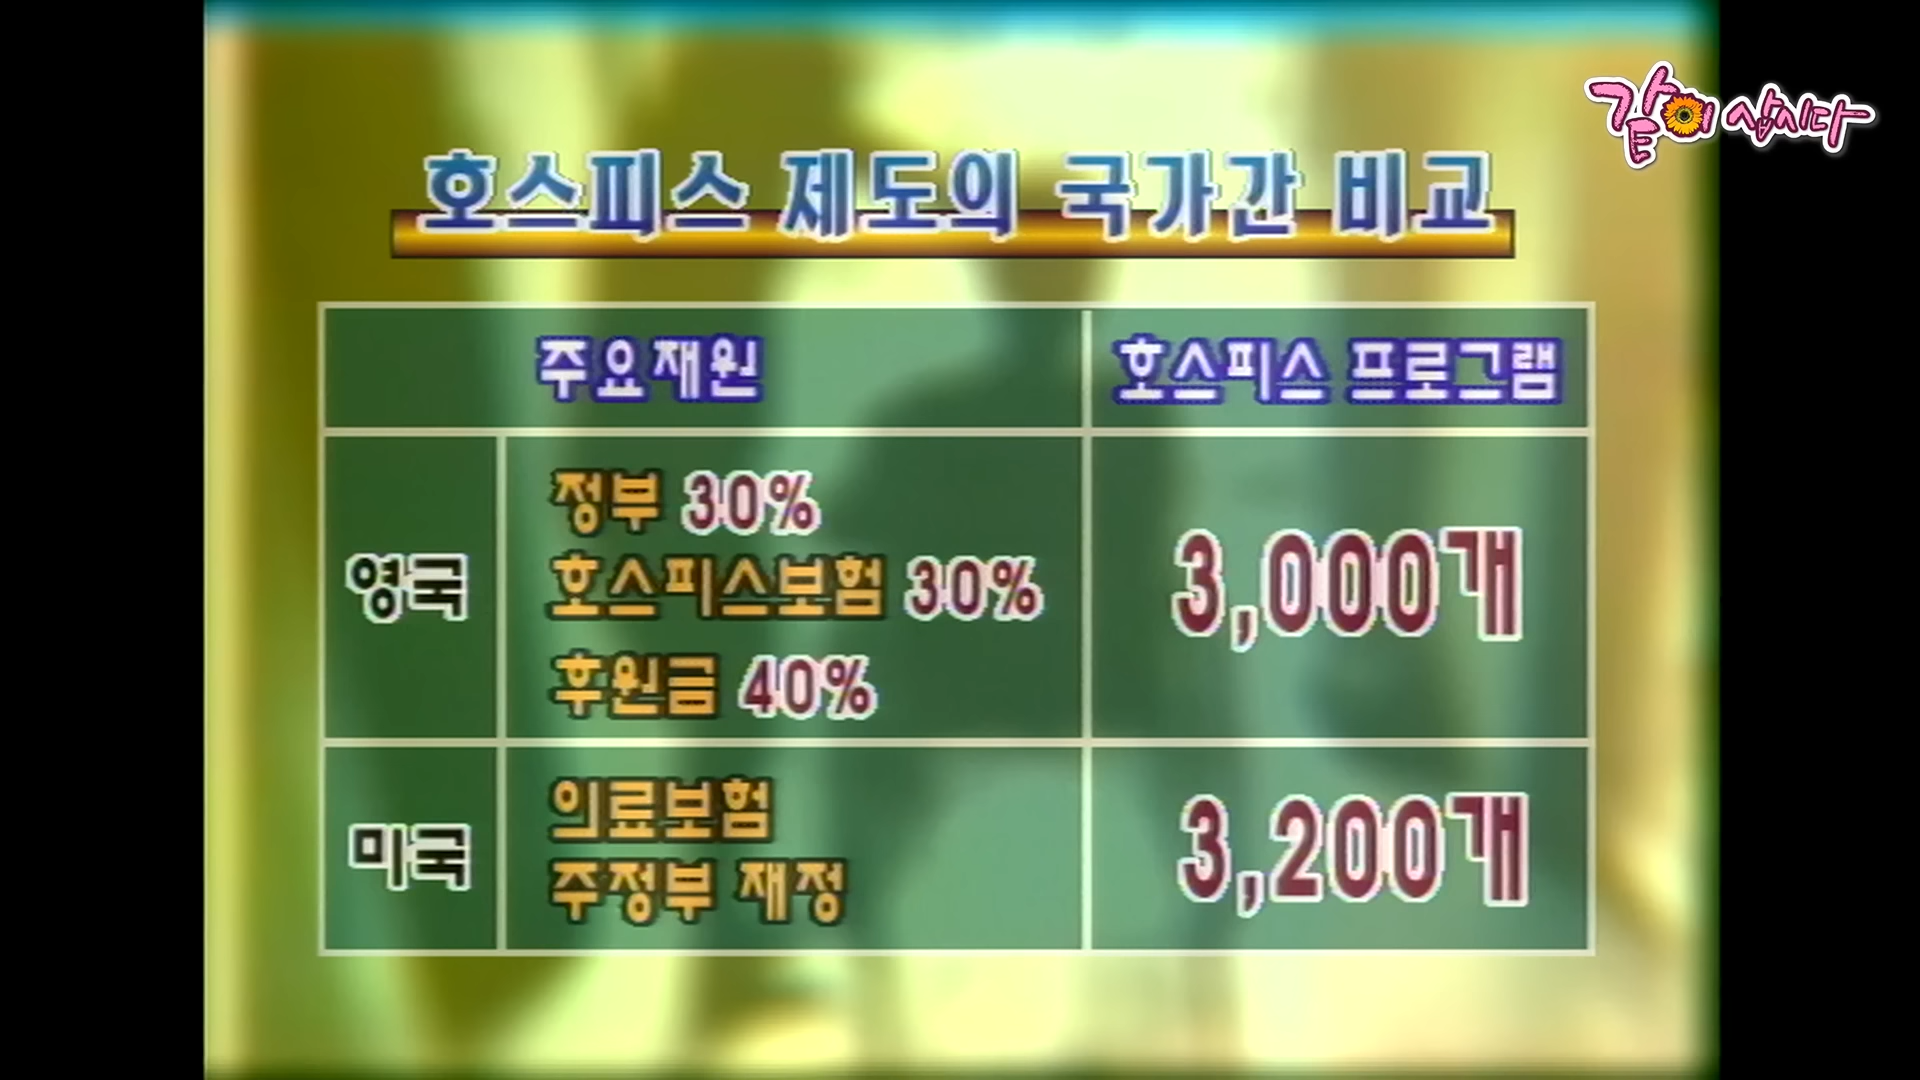 같이 삽시다
호스피스 제도의 국가간 비교
주요재원
호스피스 프로그램
영국
정부 30%
호스피스보험 30%
후원금 40%
3,000개
미국
의료보험
주정부 재정
3,200개